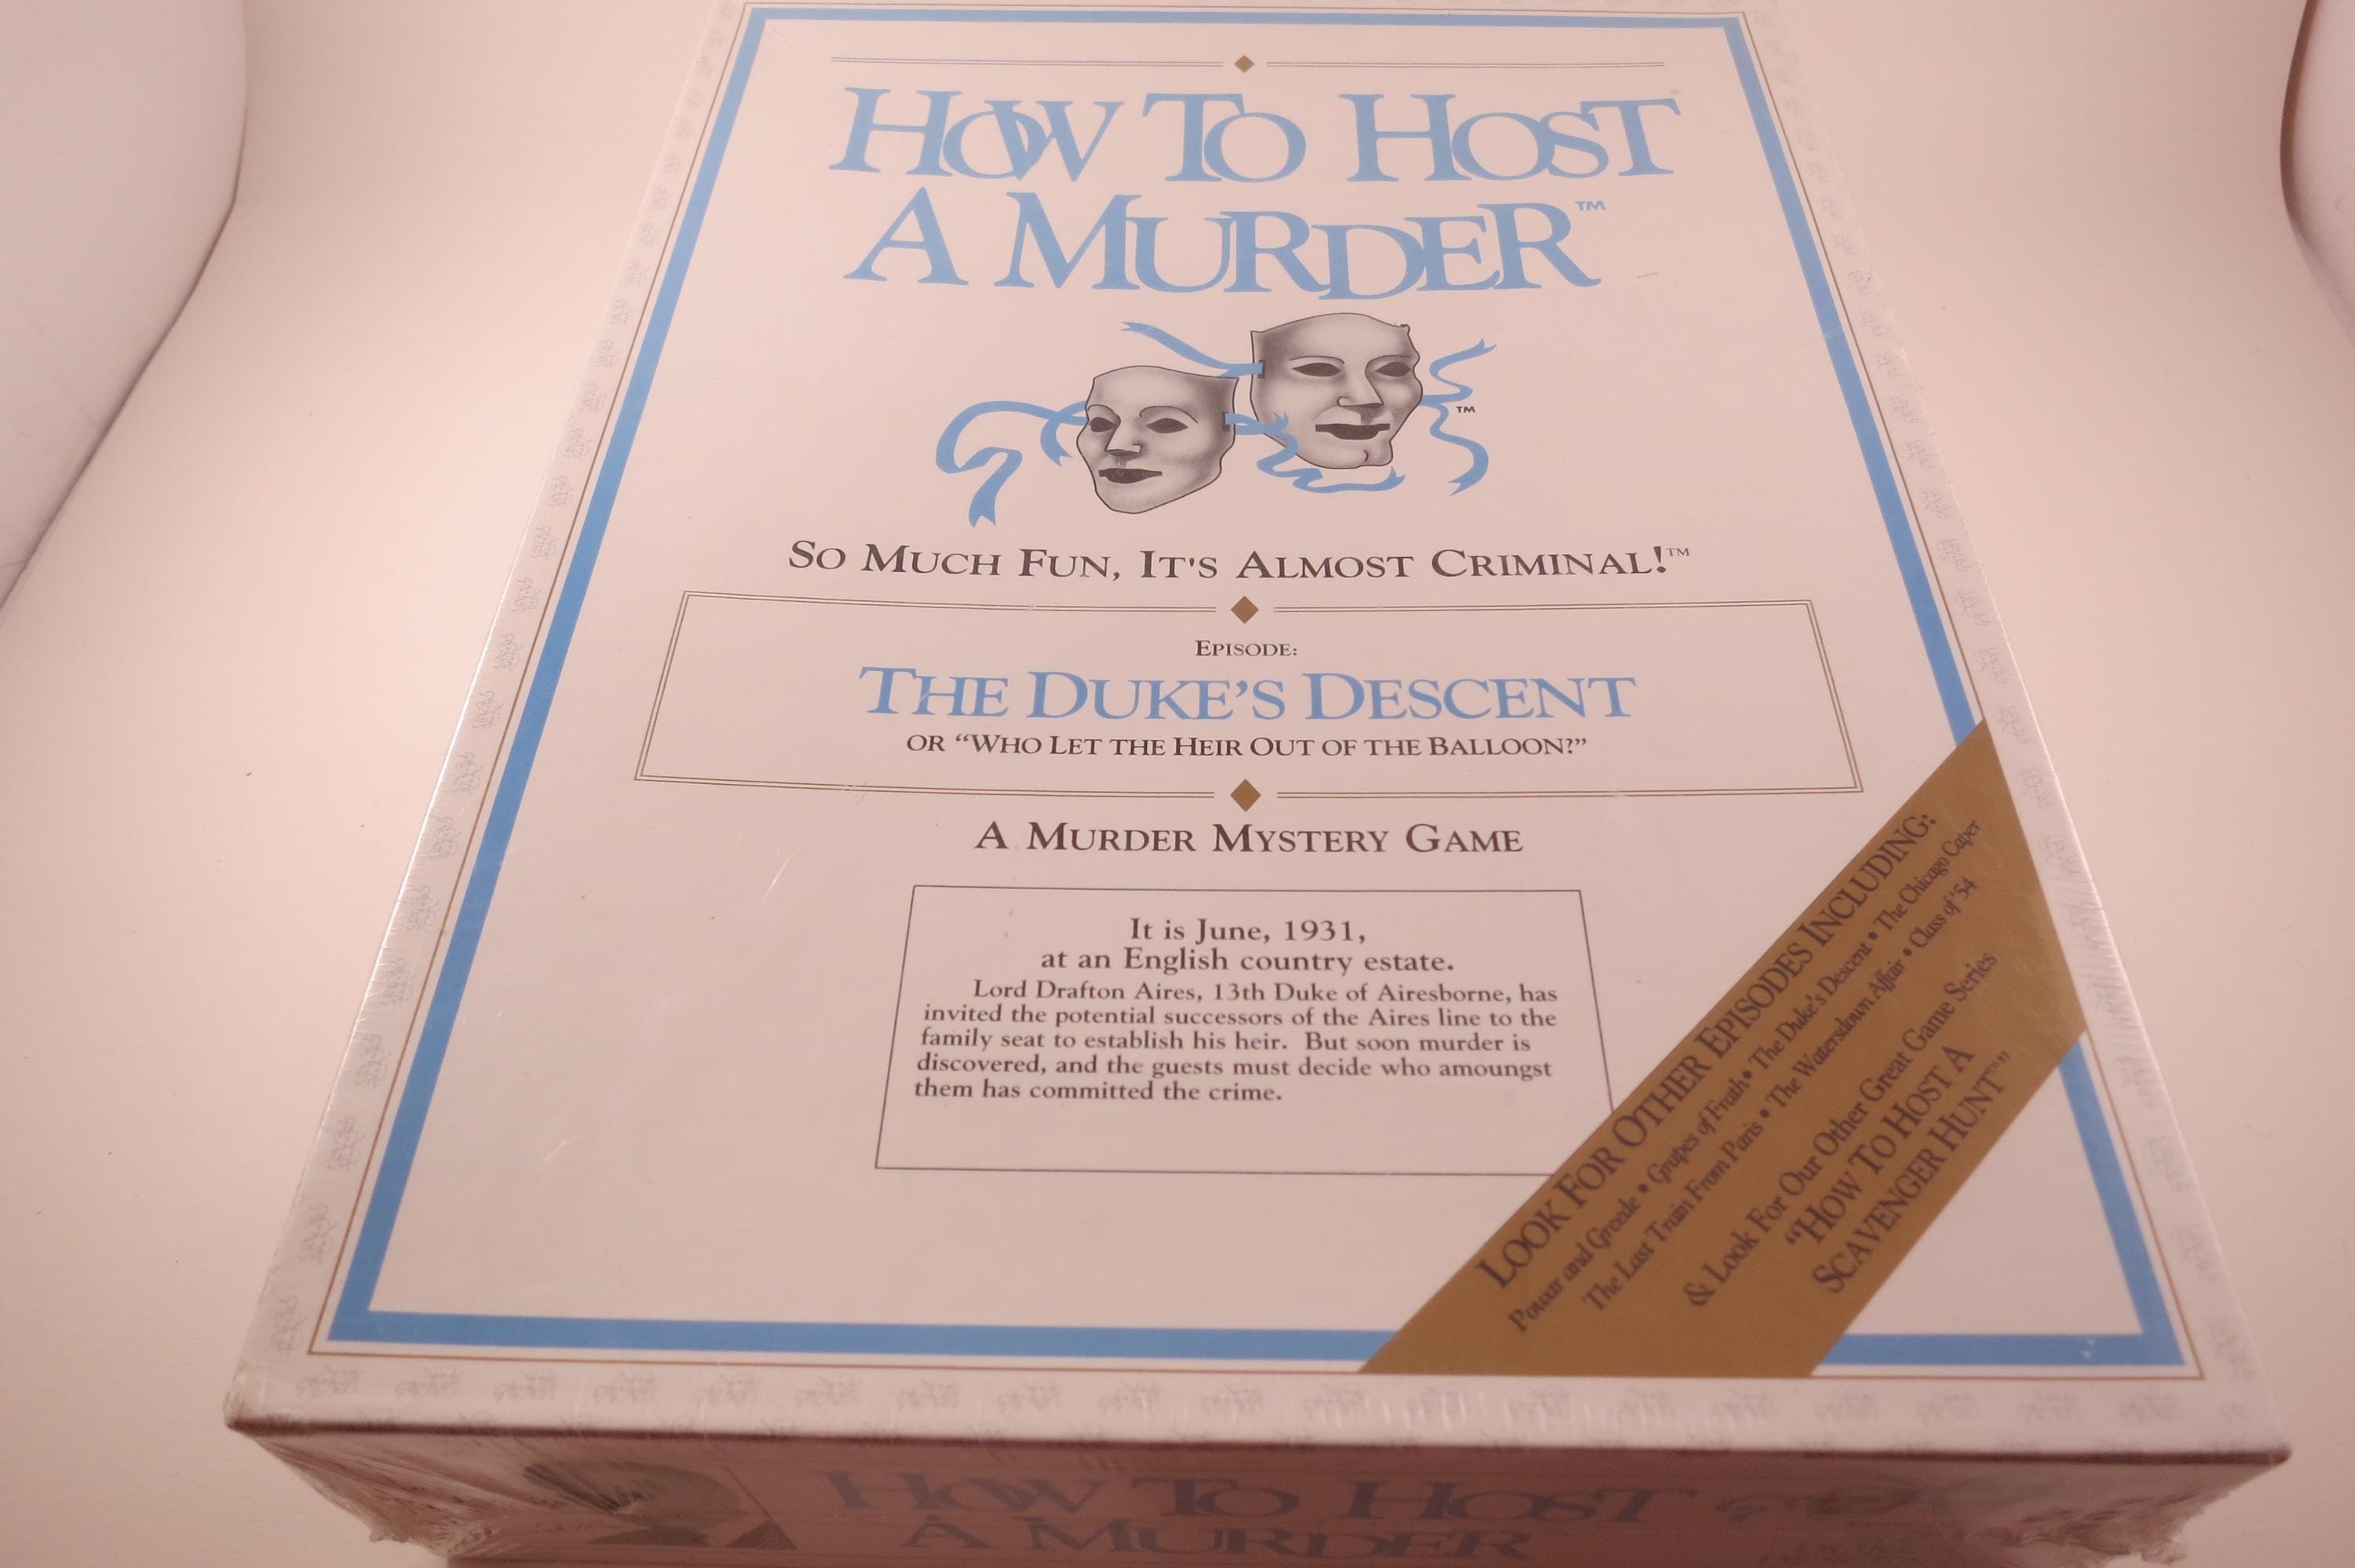 HOW TO HOST
A MURDER™
™
SO MUCH FUN, IT'S ALMOST CRIMINAL!™
EPISODE:
THE DUKE'S DESCENT
OR “WHO LET THE HEIR OUT OF THE BALLOON?”
A MURDER MYSTERY GAME
It is June, 1931,
at an English country estate.
Lord Drafton Aires, 13th Duke of Airesborne, has
invited the potential successors of the Aires line to the
family seat to establish his heir. But soon murder is
discovered, and the guests must decide who amoungst
them has committed the crime.
LOOK FOR OTHER EPISODES INCLUDING:
Powar and Greede • Grapes of Frath • The Duke's Descent • The Chicago Caper
The Last Train From Paris • The Watersdown Affair • Class of '54
& Look For Our Other Great Game Series
“HOW TO HOST A
SCAVENGER HUNT™”
HOW TO HOST
A MURDER